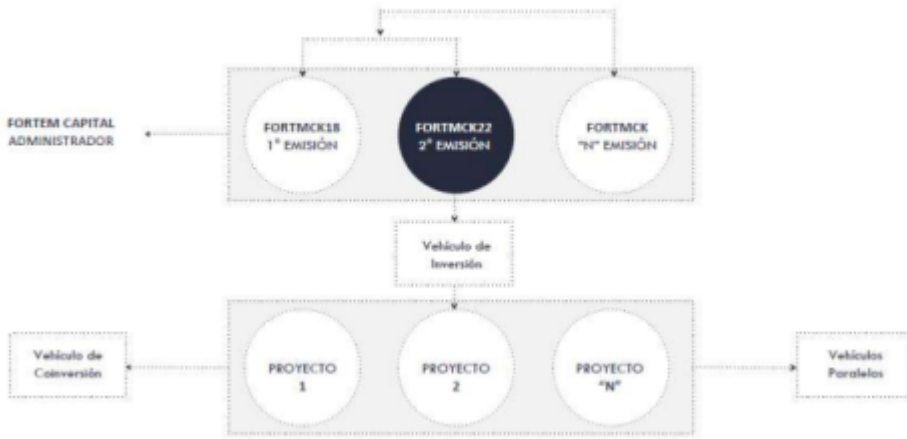 FORTEM CAPITAL
ADMINISTRADOR
FORTMCK18
1° EMISIÓN
FORTMCK22
2° EMISIÓN
FORTMCK
"N" EMISIÓN
Vehículo de
Inversión
Vehículo de
Coinversión
PROYECTO
1
PROYECTO
2
PROYECTO
"N"
Vehículos
Paralelos